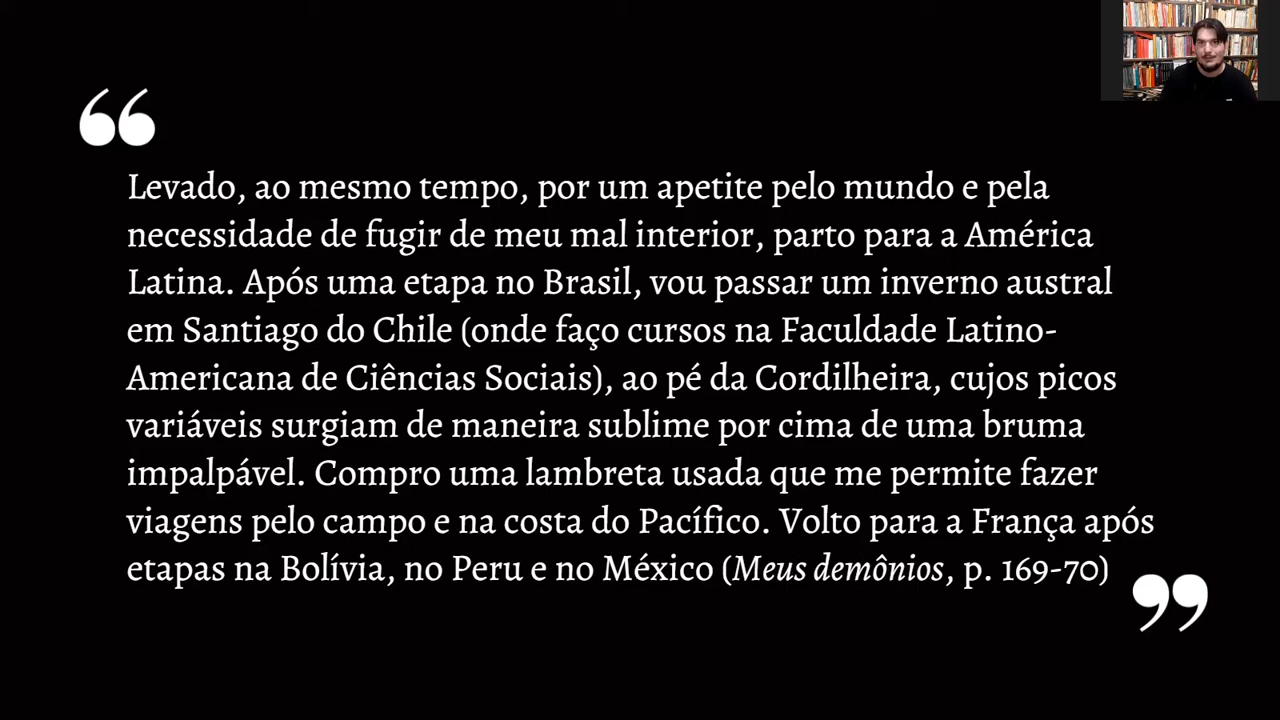 “
Levado, ao mesmo tempo, por um apetite pelo mundo e pela
necessidade de fugir de meu mal interior, parto para a América
Latina. Após uma etapa no Brasil, vou passar um inverno austral
em Santiago do Chile (onde faço cursos na Faculdade Latino-
Americana de Ciências Sociais), ao pé da Cordilheira, cujos picos
variáveis surgiam de maneira sublime por cima de uma bruma
impalpável. Compro uma lambreta usada que me permite fazer
viagens pelo campo e na costa do Pacífico. Volto para a França após
etapas na Bolívia, no Peru e no México (Meus demônios, p. 169-70)
”